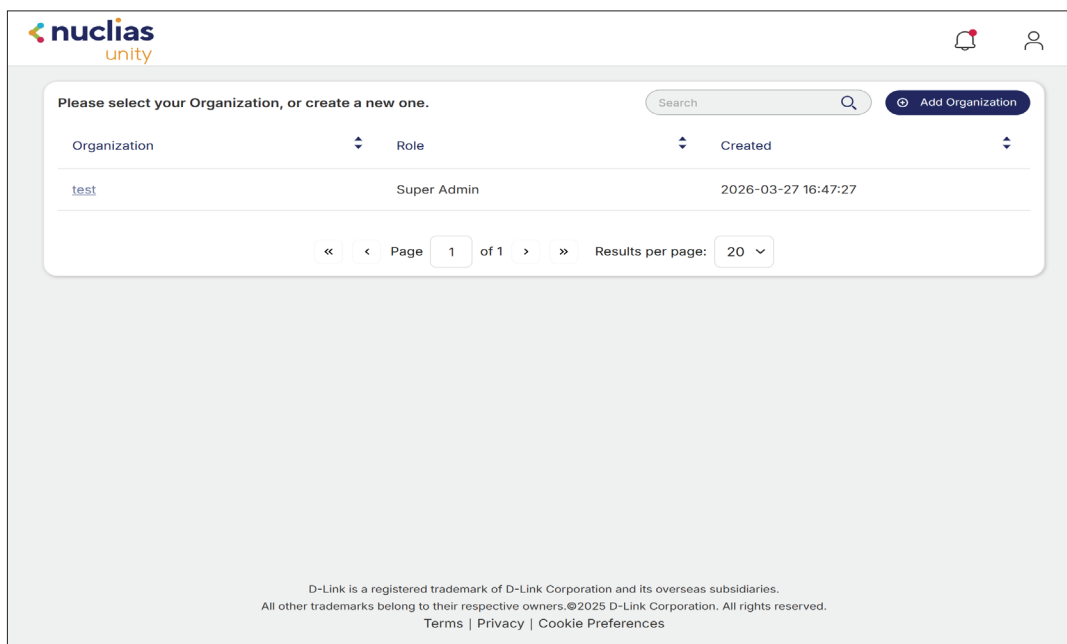 nuclias
unity
Please select your Organization, or create a new one.
Search
Add Organization
Organization Role Created
test Super Admin 2026-03-27 16:47:27
« ‹ Page 1 of 1 › » Results per page: 20
D-Link is a registered trademark of D-Link Corporation and its overseas subsidiaries.
All other trademarks belong to their respective owners.©2025 D-Link Corporation. All rights reserved.
Terms | Privacy | Cookie Preferences